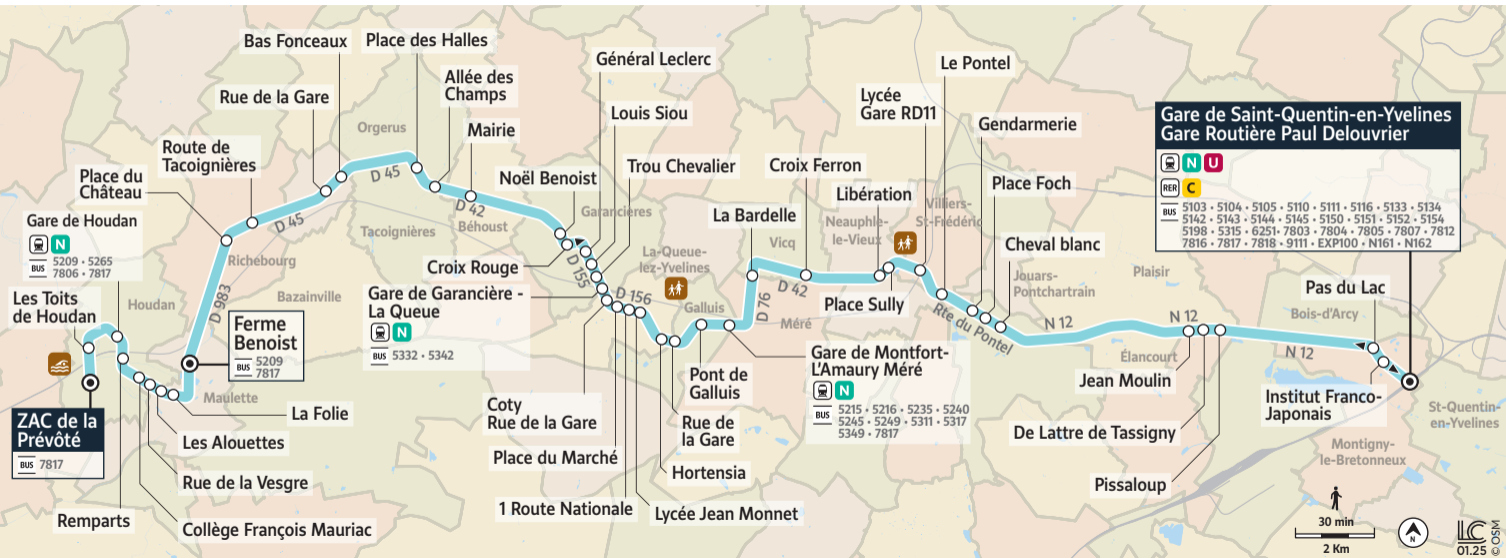 Bas Fonceaux
Place des Halles
Général Leclerc
Le Pontel
Allée des
Champs
Rue de la Gare
Lycée
Gare RD11
Louis Siou
Gendarmerie
Gare de Saint-Quentin-en-Yvelines
Gare Routière Paul Delouvrier
N U
RER C
BUS
5103 • 5104 • 5105 • 5110 • 5111 • 5116 • 5133 • 5134
5142 • 5143 • 5144 • 5145 • 5150 • 5151 • 5152 • 5154
5198 • 5315 • 6251 • 7803 • 7804 • 7805 • 7807 • 7812
7816 • 7817 • 7818 • 9111 • EXP100 • N161 • N162
Orgerus
Mairie
Route de
Tacoignières
Trou Chevalier
Croix Ferron
Place du
Château
D 45
Noël Benoist
Place Foch
Libération
Villiers-
St-Frédéric
Gare de Houdan
N
BUS
5209 • 5265
7806 • 7817
D 45
D 42
Béhoust
Garancières
La Bardelle
Neauphle-
le-Vieux
Tacoignières
Vicq
Cheval blanc
Richebourg
Croix Rouge
La-Queue-
lez-Yvelines
D 155
D 42
Jouars-
Pontchartrain
Plaisir
Les Toits
de Houdan
Houdan
D 983
Bazainville
Gare de Garancière -
La Queue
N
BUS
5332 • 5342
D 156
Galluis
D 76
Place Sully
Pas du Lac
Bois-d'Arcy
Ferme
Benoist
BUS
5209
7817
Méré
Rte du Pontel
N 12
N 12
N 12
Élancourt
Gare de Montfort-
L'Amaury Méré
N
BUS
5215 • 5216 • 5235 • 5240
5245 • 5249 • 5311 • 5317
5349 • 7817
Pont de
Galluis
Jean Moulin
Institut Franco-
Japonais
Maulette
La Folie
Coty
Rue de la Gare
St-Quentin-
en-Yvelines
ZAC de la
Prévôté
BUS 7817
Rue de
la Gare
De Lattre de Tassigny
Les Alouettes
Place du Marché
Montigny-
le-Bretonneux
Hortensia
Rue de la Vesgre
Pissaloup
1 Route Nationale
Lycée Jean Monnet
Remparts
Collège François Mauriac
30 min
2 Km
N
LC
01.25
© OSM